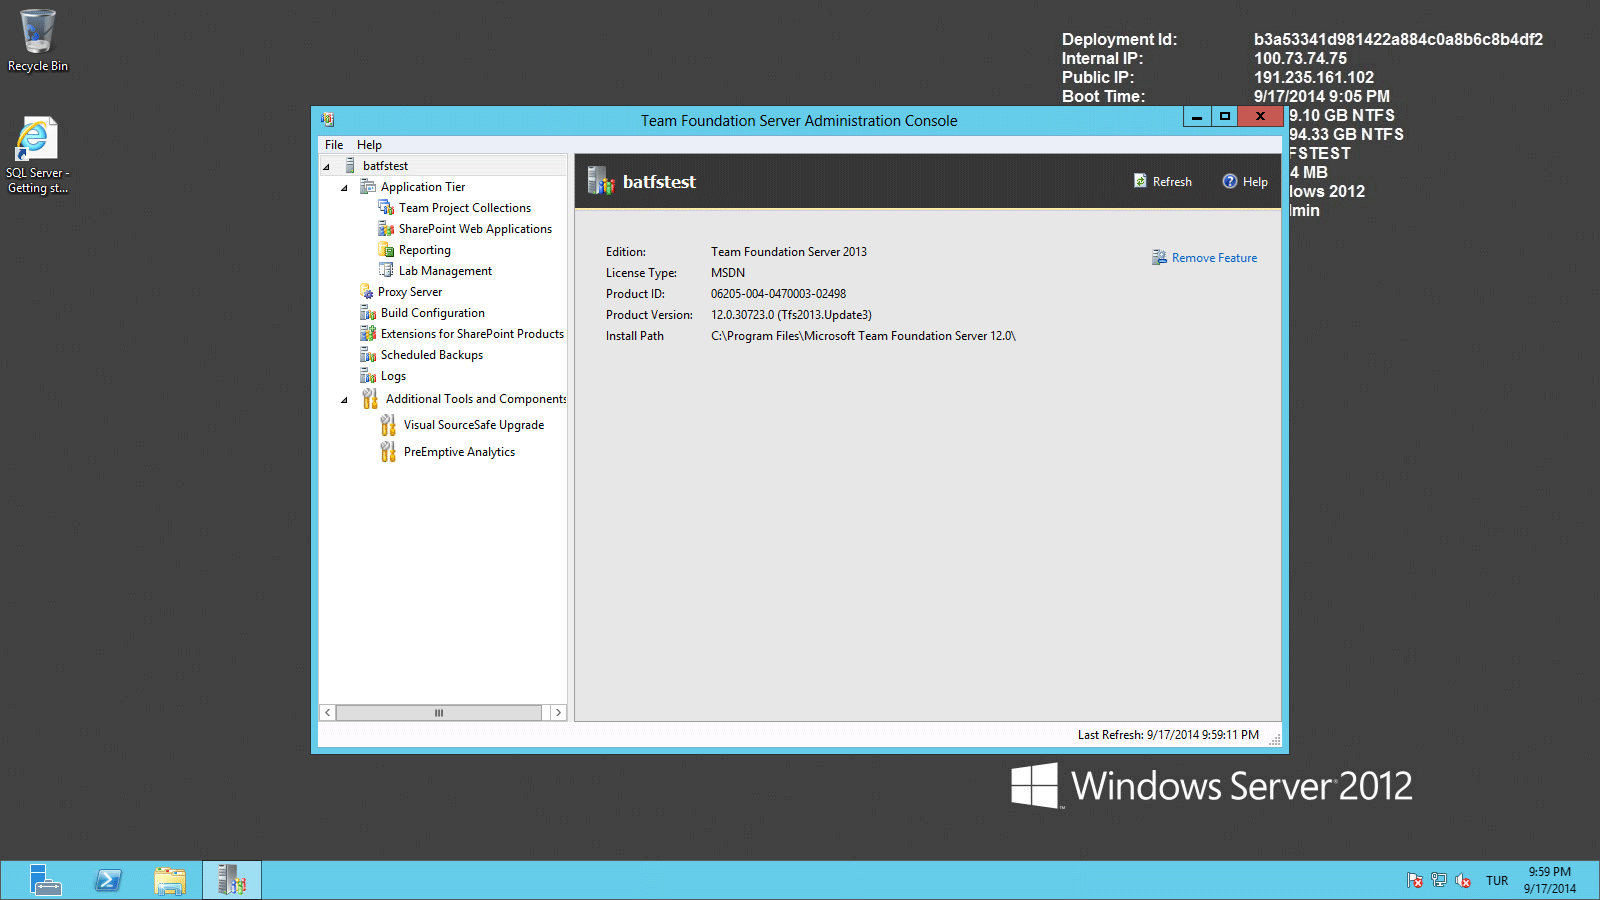 Recycle Bin
SQL Server -
Getting st...
Deployment Id: b3a53341d981422a884c0a8b6c8b4df2
Internal IP: 100.73.74.75
Public IP: 191.235.161.102
Boot Time: 9/17/2014 9:05 PM
9.10 GB NTFS
94.33 GB NTFS
FSTEST
4 MB
lows 2012
lmin
Team Foundation Server Administration Console
X
File Help
batfstest
Application Tier
Team Project Collections
SharePoint Web Applications
Reporting
Lab Management
Proxy Server
Build Configuration
Extensions for SharePoint Products
Scheduled Backups
Logs
Additional Tools and Components
Visual SourceSafe Upgrade
PreEmptive Analytics
batfstest
Refresh
Help
Edition: Team Foundation Server 2013
License Type: MSDN
Product ID: 06205-004-0470003-02498
Product Version: 12.0.30723.0 (Tfs2013.Update3)
Install Path C:\Program Files\Microsoft Team Foundation Server 12.0\
Remove Feature
Last Refresh: 9/17/2014 9:59:11 PM
Windows Server 2012
TUR
9:59 PM
9/17/2014